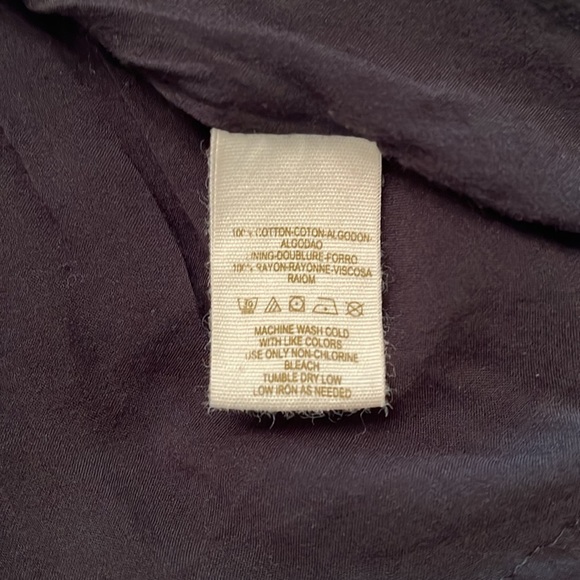 100% COTTON-COTON-ALGODON-
ALGODAO
LINING-DOUBLURE-FORRO
100% RAYON-RAYONNE-VISCOSA
RAIOM
MACHINE WASH COLD
WITH LIKE COLORS
USE ONLY NON-CHLORINE
BLEACH
TUMBLE DRY LOW
LOW IRON AS NEEDED